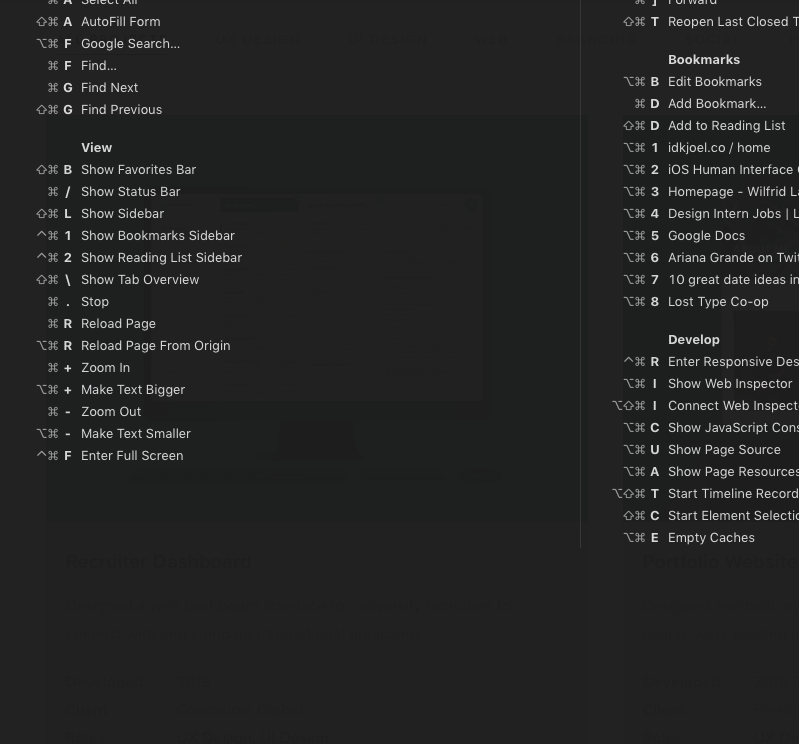 ⌘ A Select All
⇧⌘ A AutoFill Form
⌥⌘ F Google Search...
⌘ F Find...
⌘ G Find Next
⇧⌘ G Find Previous
View
⇧⌘ B Show Favorites Bar
⌘ / Show Status Bar
⇧⌘ L Show Sidebar
^⌘ 1 Show Bookmarks Sidebar
^⌘ 2 Show Reading List Sidebar
⇧⌘ \ Show Tab Overview
⌘ . Stop
⌘ R Reload Page
⌥⌘ R Reload Page From Origin
⌘ + Zoom In
⌥⌘ + Make Text Bigger
⌘ - Zoom Out
⌥⌘ - Make Text Smaller
^⌘ F Enter Full Screen
⌘ ] Forward
⇧⌘ T Reopen Last Closed T
Bookmarks
⌥⌘ B Edit Bookmarks
⌘ D Add Bookmark...
⇧⌘ D Add to Reading List
⌥⌘ 1 idkjoel.co / home
⌥⌘ 2 iOS Human Interface
⌥⌘ 3 Homepage - Wilfrid La
⌥⌘ 4 Design Intern Jobs | L
⌥⌘ 5 Google Docs
⌥⌘ 6 Ariana Grande on Twit
⌥⌘ 7 10 great date ideas in
⌥⌘ 8 Lost Type Co-op
Develop
^⌘ R Enter Responsive Des
⌥⌘ I Show Web Inspector
⌥⇧⌘ I Connect Web Inspect
⌥⌘ C Show JavaScript Cons
⌥⌘ U Show Page Source
⌥⌘ A Show Page Resources
⌥⇧⌘ T Start Timeline Record
⇧⌘ C Start Element Selectio
⌥⌘ E Empty Caches
Recruiter Dashboard
Portfolio Website